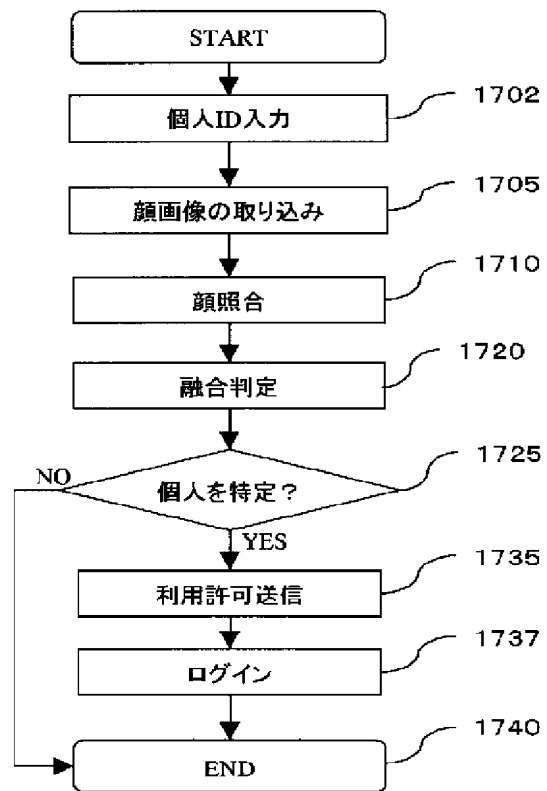 START
個人ID入力
1702
顔画像の取り込み
1705
顔照合
1710
融合判定
1720
個人を特定？
1725
NO
YES
利用許可送信
1735
ログイン
1737
END
1740